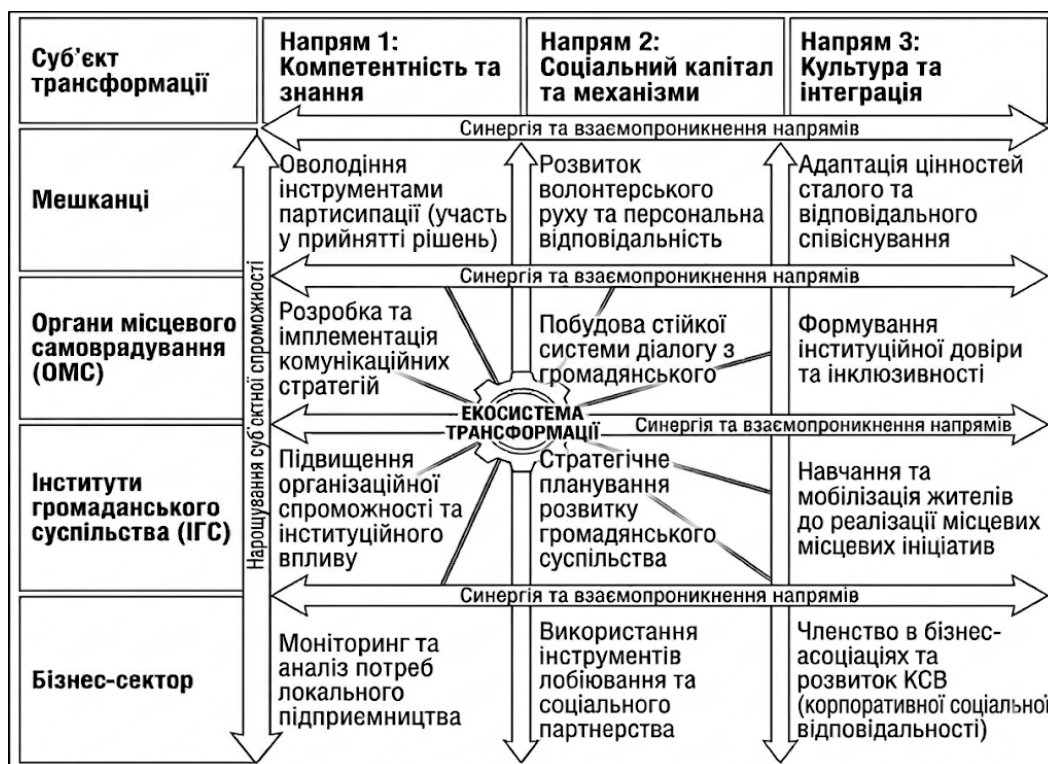 Суб'єкт
трансформації
Напрям 1:
Компетентність та
знання
Напрям 2:
Соціальний капітал
та механізми
Напрям 3:
Культура та
інтеграція
Синергія та взаємопроникнення напрямів
Нарощування суб'єктної спроможності
Мешканці
Оволодіння
інструментами
партисипації (участь
у прийнятті рішень)
Розвиток
волонтерського
руху та персональна
відповідальність
Адаптація цінностей
сталого та
відповідального
співіснування
Синергія та взаємопроникнення напрямів
Органи місцевого
самоврадування
(ОМС)
Розробка та
імплементація
комунікаційних
стратегій
Побудова стійкої
системи діалогу з
громадянського
Формування
інституційної довіри
та інклюзивності
ЕКОСИСТЕМА
ТРАНСФОРМАЦІЇ
Синергія та взаємопроникнення напрямів
Інститути
громаданського
суспільства (ІГС)
Підвищення
організаційної
спроможності та
інституційного
впливу
Стратегічне
планування
розвитку
громадянського
суспільства
Навчання та
мобілізація жителів
до реалізації місцевих
місцевих ініціатив
Синергія та взаємопроникнення напрямів
Бізнес-сектор
Моніторинг та
аналіз потреб
локального
підприємництва
Використання
інструментів
лобіювання та
соціального
партнерства
Членство в бізнес-
асоціаціях та
розвиток КСВ
(корпоративної соціальної
відповідальності)